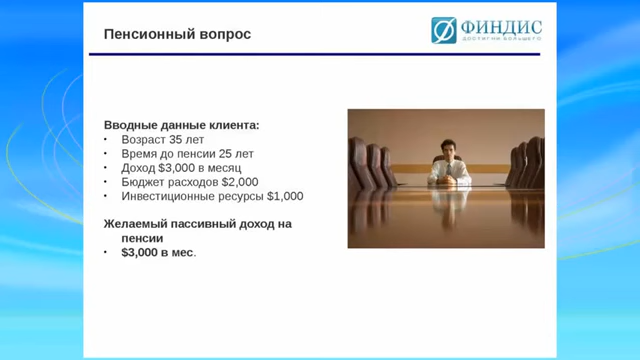 Пенсионный вопрос
ФИНДИС
ДОСТИГАЙ БОЛЬШЕГО
Вводные данные клиента:
• Возраст 35 лет
• Время до пенсии 25 лет
• Доход $3,000 в месяц
• Бюджет расходов $2,000
• Инвестиционные ресурсы $1,000
Желаемый пассивный доход на
пенсии
• $3,000 в мес.